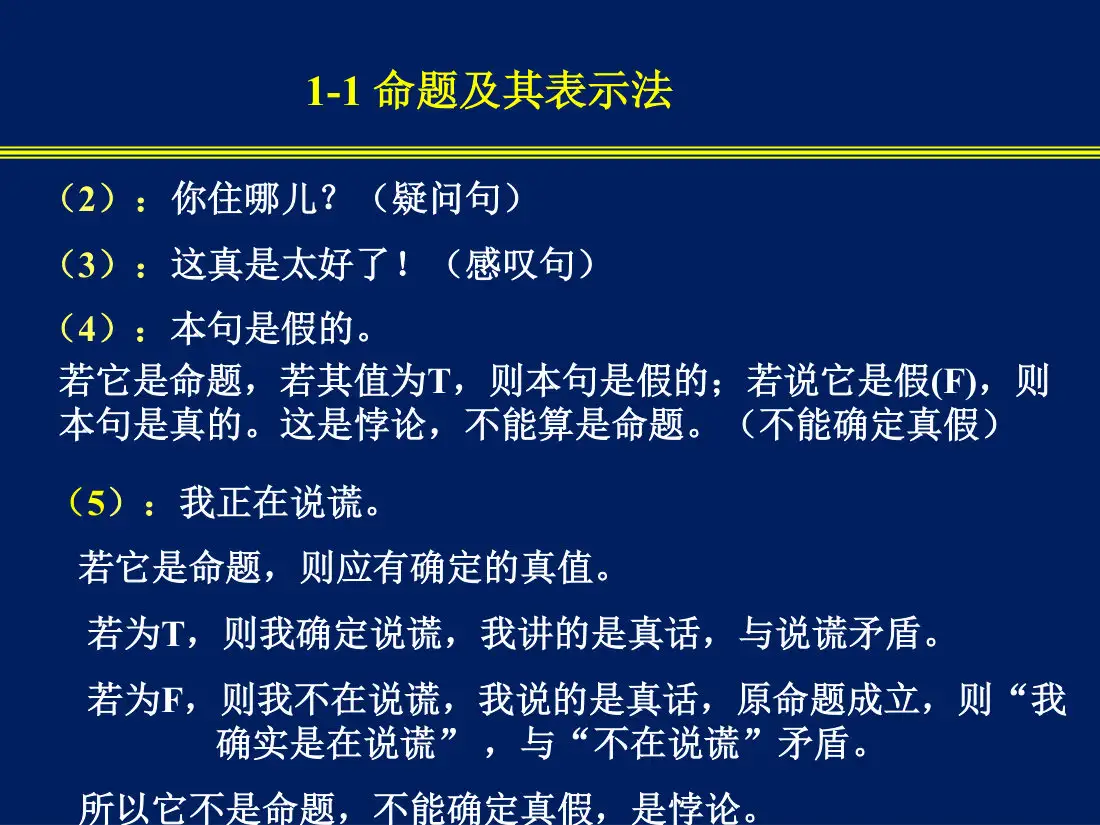 1-1 命题及其表示法
（2）：你住哪儿？（疑问句）
（3）：这真是太好了！（感叹句）
（4）：本句是假的。
若它是命题，若其值为T，则本句是假的；若说它是假(F)，则
本句是真的。这是悖论，不能算是命题。（不能确定真假）
（5）：我正在说谎。
若它是命题，则应有确定的真值。
若为T，则我确定说谎，我讲的是真话，与说谎矛盾。
若为F，则我不在说谎，我说的是真话，原命题成立，则“我
确实是在说谎”，与“不在说谎”矛盾。
所以它不是命题，不能确定真假，是悖论。